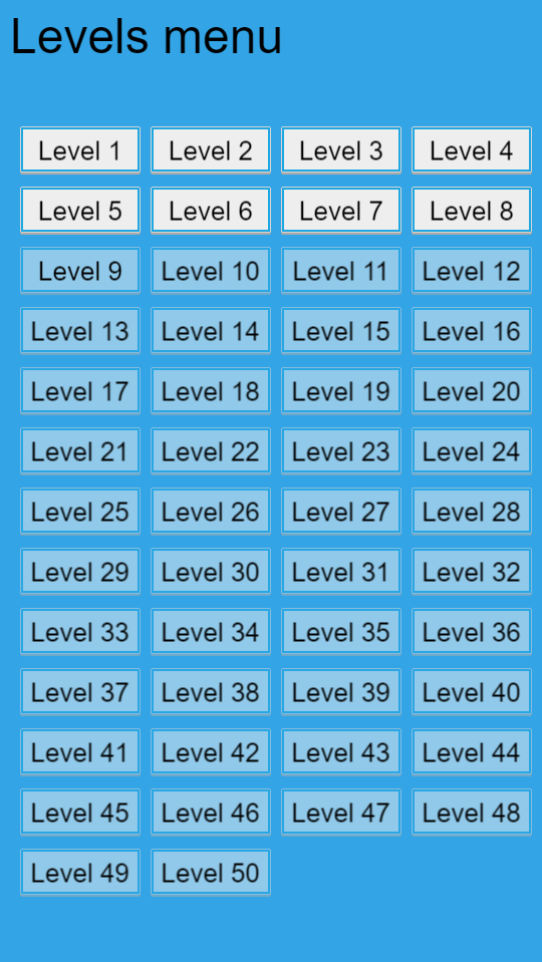 Levels menu
Level 1 Level 2 Level 3 Level 4
Level 5 Level 6 Level 7 Level 8
Level 9 Level 10 Level 11 Level 12
Level 13 Level 14 Level 15 Level 16
Level 17 Level 18 Level 19 Level 20
Level 21 Level 22 Level 23 Level 24
Level 25 Level 26 Level 27 Level 28
Level 29 Level 30 Level 31 Level 32
Level 33 Level 34 Level 35 Level 36
Level 37 Level 38 Level 39 Level 40
Level 41 Level 42 Level 43 Level 44
Level 45 Level 46 Level 47 Level 48
Level 49 Level 50